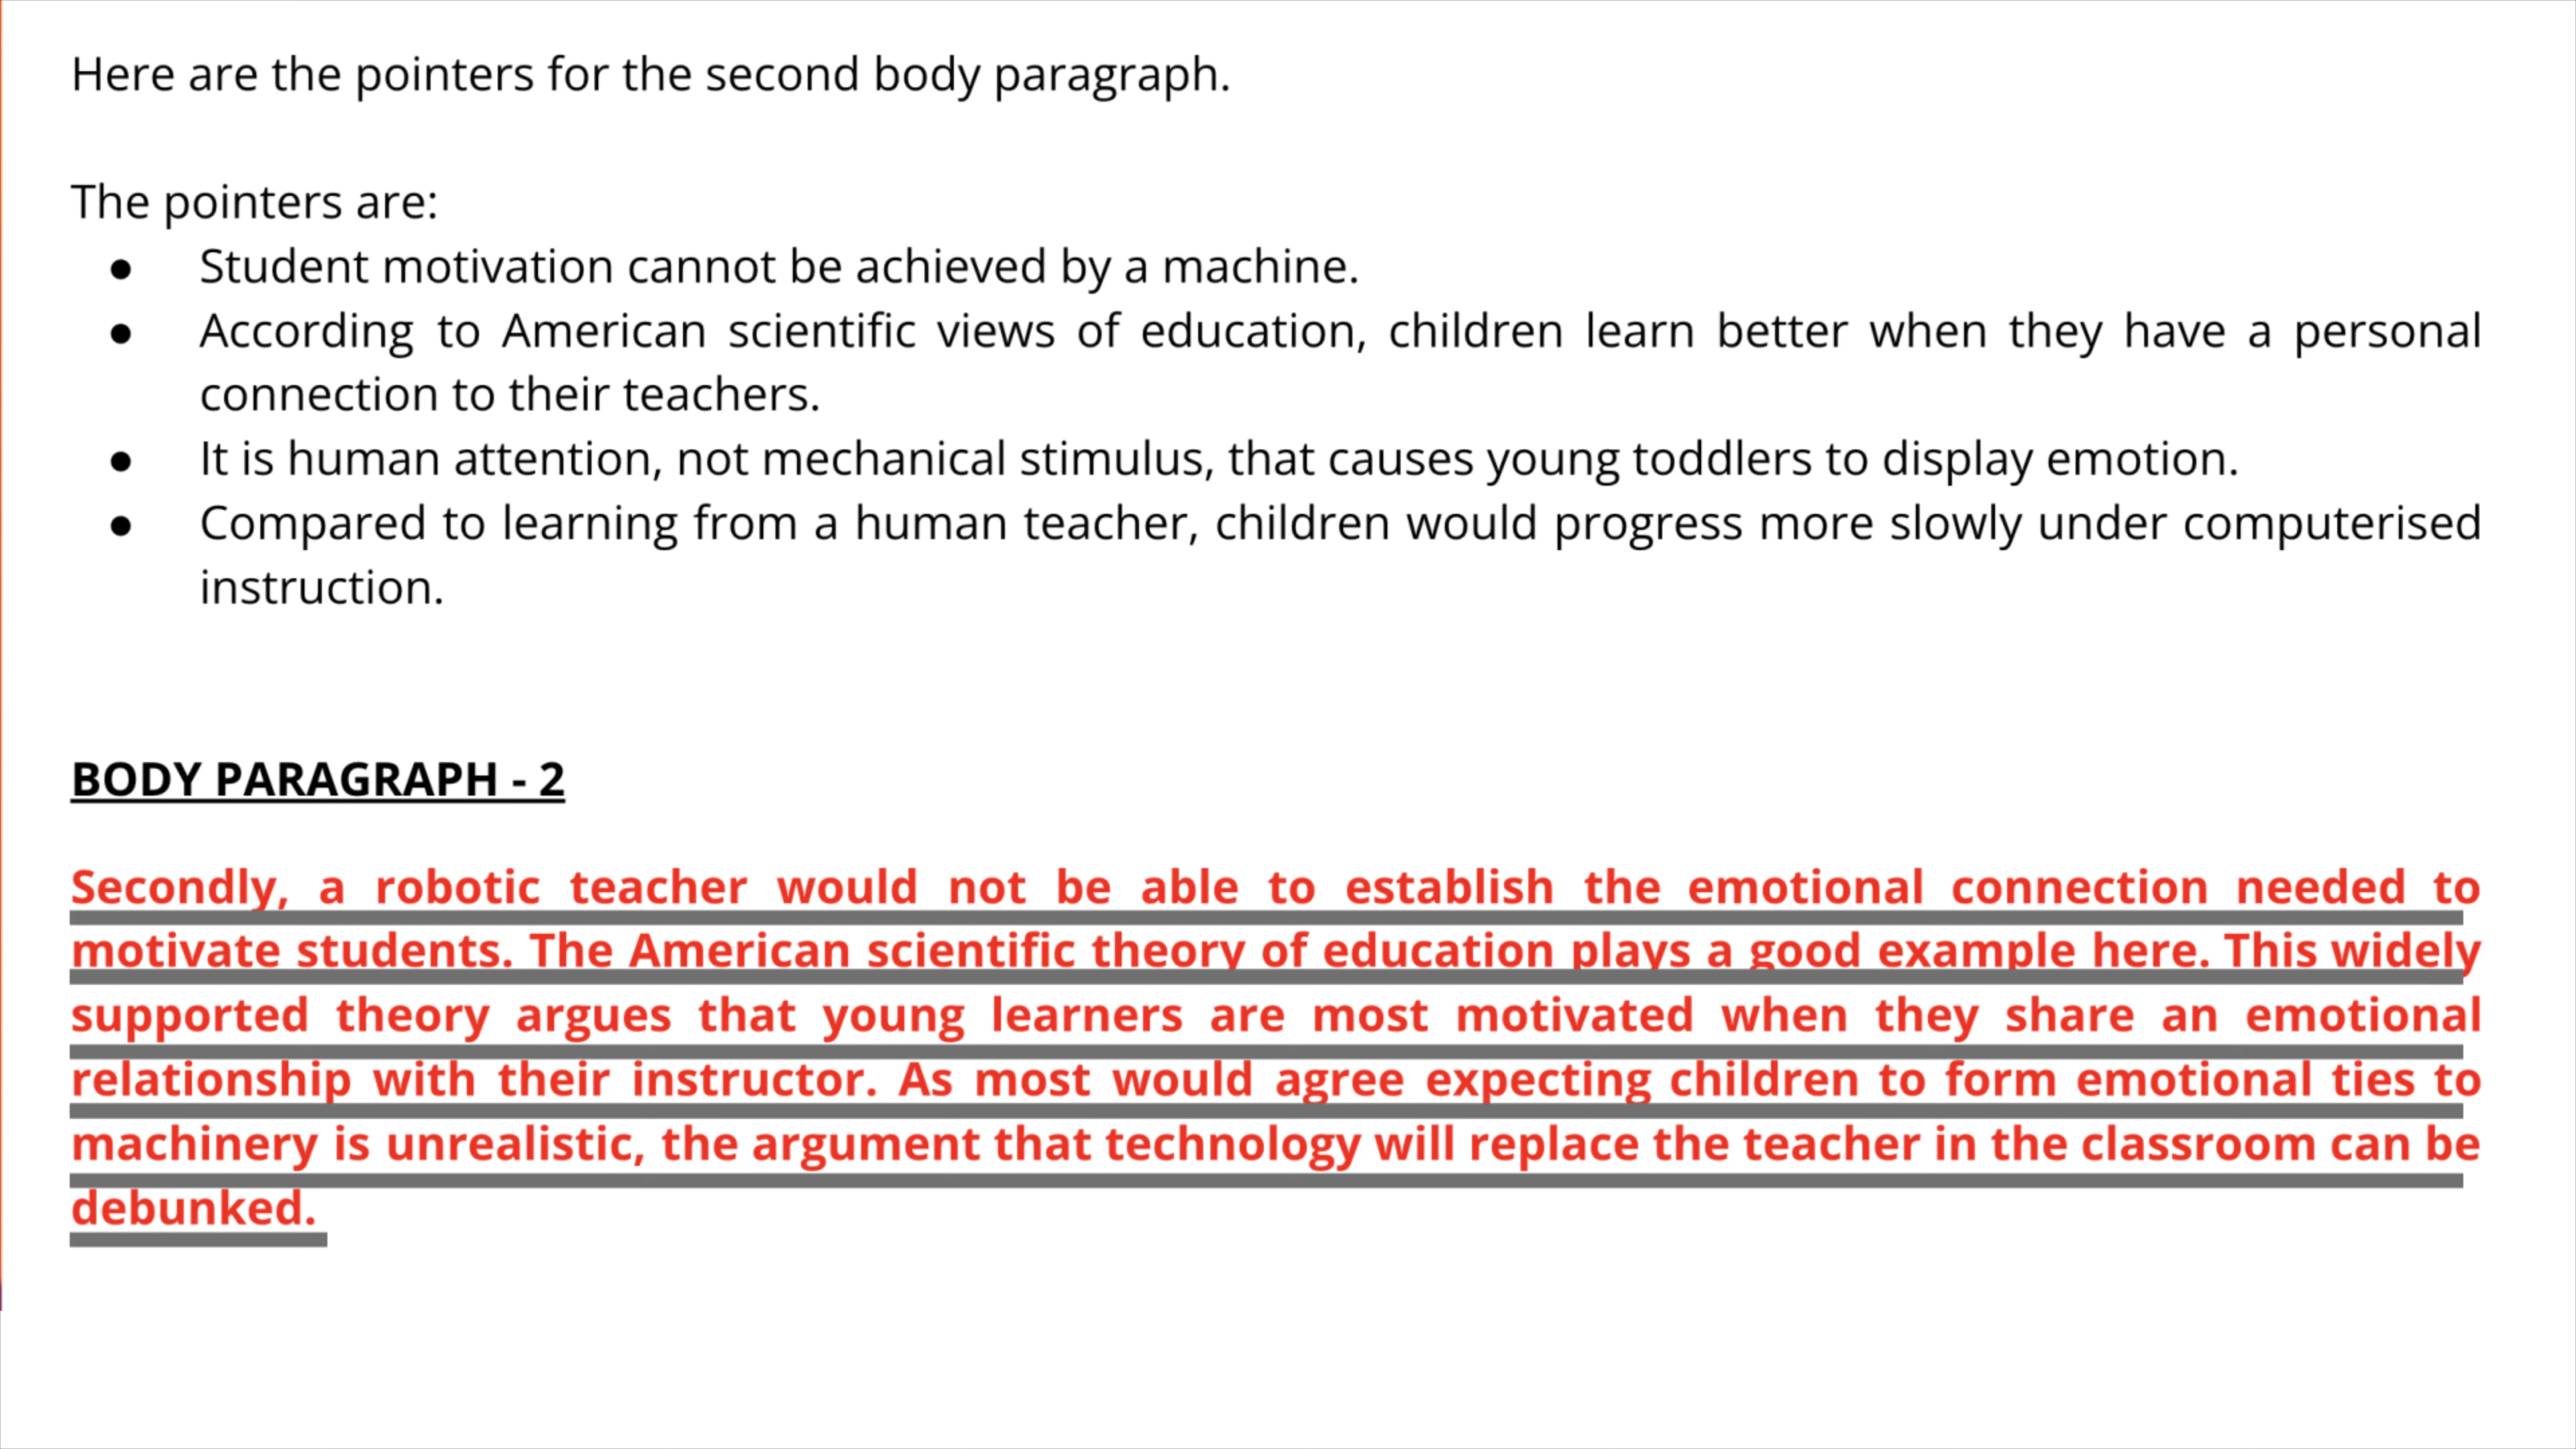 Here are the pointers for the second body paragraph.
The pointers are:
● Student motivation cannot be achieved by a machine.
● According to American scientific views of education, children learn better when they have a personal
connection to their teachers.
● It is human attention, not mechanical stimulus, that causes young toddlers to display emotion.
● Compared to learning from a human teacher, children would progress more slowly under computerised
instruction.
BODY PARAGRAPH - 2
Secondly, a robotic teacher would not be able to establish the emotional connection needed to
motivate students. The American scientific theory of education plays a good example here. This widely
supported theory argues that young learners are most motivated when they share an emotional
relationship with their instructor. As most would agree expecting children to form emotional ties to
machinery is unrealistic, the argument that technology will replace the teacher in the classroom can be
debunked.